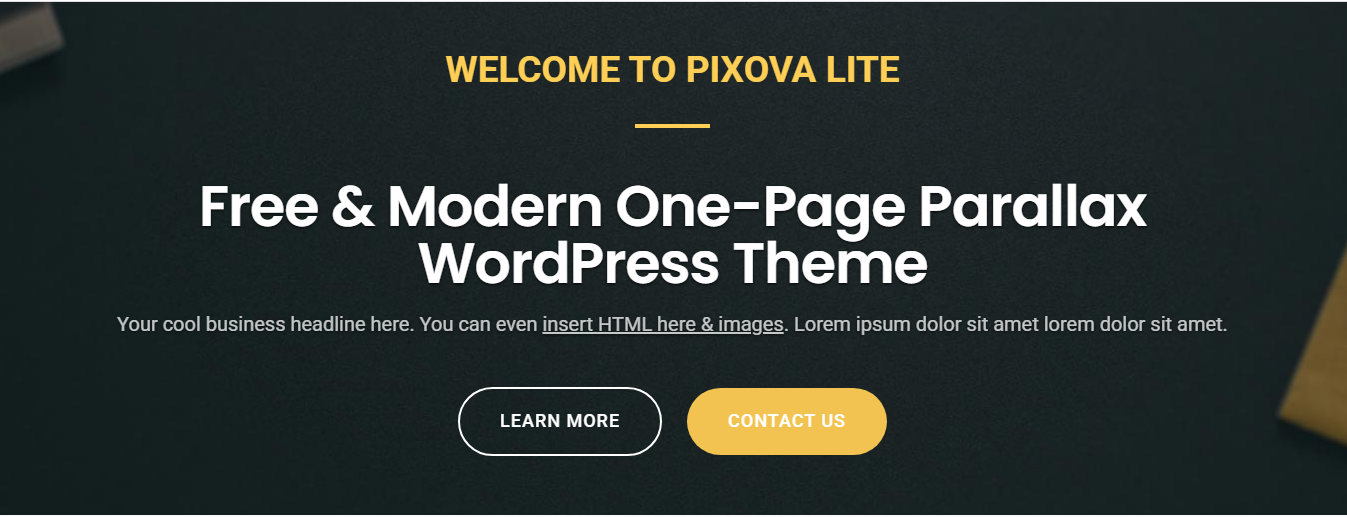 WELCOME TO PIXOVA LITE
Free & Modern One-Page Parallax
WordPress Theme
Your cool business headline here. You can even insert HTML here & images. Lorem ipsum dolor sit amet lorem dolor sit amet.
LEARN MORE
CONTACT US